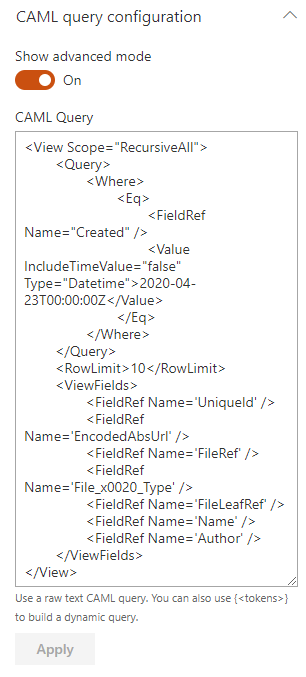 CAML query configuration
Show advanced mode
On
CAML Query
<View Scope="RecursiveAll">
<Query>
<Where>
<Eq>
<FieldRef
Name="Created" />
<Value
IncludeTimeValue="false"
Type="Datetime">2020-04-
23T00:00:00Z</Value>
</Eq>
</Where>
</Query>
<RowLimit>10</RowLimit>
<ViewFields>
<FieldRef Name='UniqueId' />
<FieldRef
Name='EncodedAbsUrl' />
<FieldRef Name='FileRef' />
<FieldRef
Name='File_x0020_Type' />
<FieldRef Name='FileLeafRef' />
<FieldRef Name='Name' />
<FieldRef Name='Author' />
</ViewFields>
</View>
Use a raw text CAML query. You can also use {<tokens>}
to build a dynamic query.
Apply